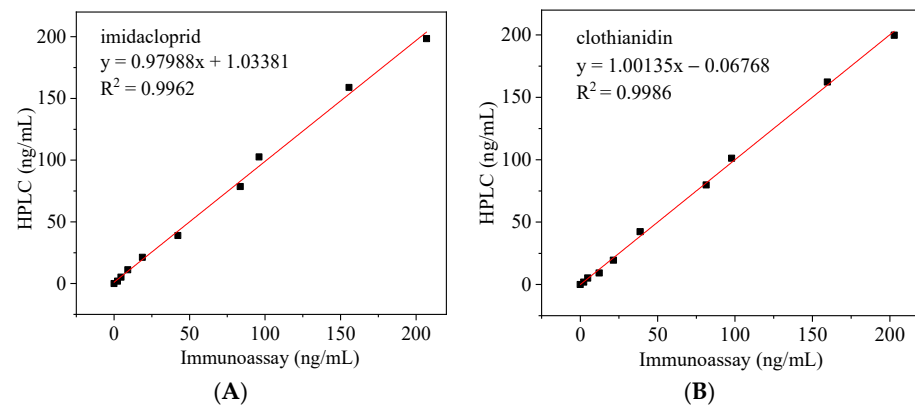 imidacloprid
y = 0.97988x + 1.03381
R² = 0.9962
HPLC (ng/mL)
200
150
100
50
0
0 50 100 150 200
Immunoassay (ng/mL)
(A)
clothianidin
y = 1.00135x − 0.06768
R² = 0.9986
HPLC (ng/mL)
200
150
100
50
0
0 50 100 150 200
Immunoassay (ng/mL)
(B)